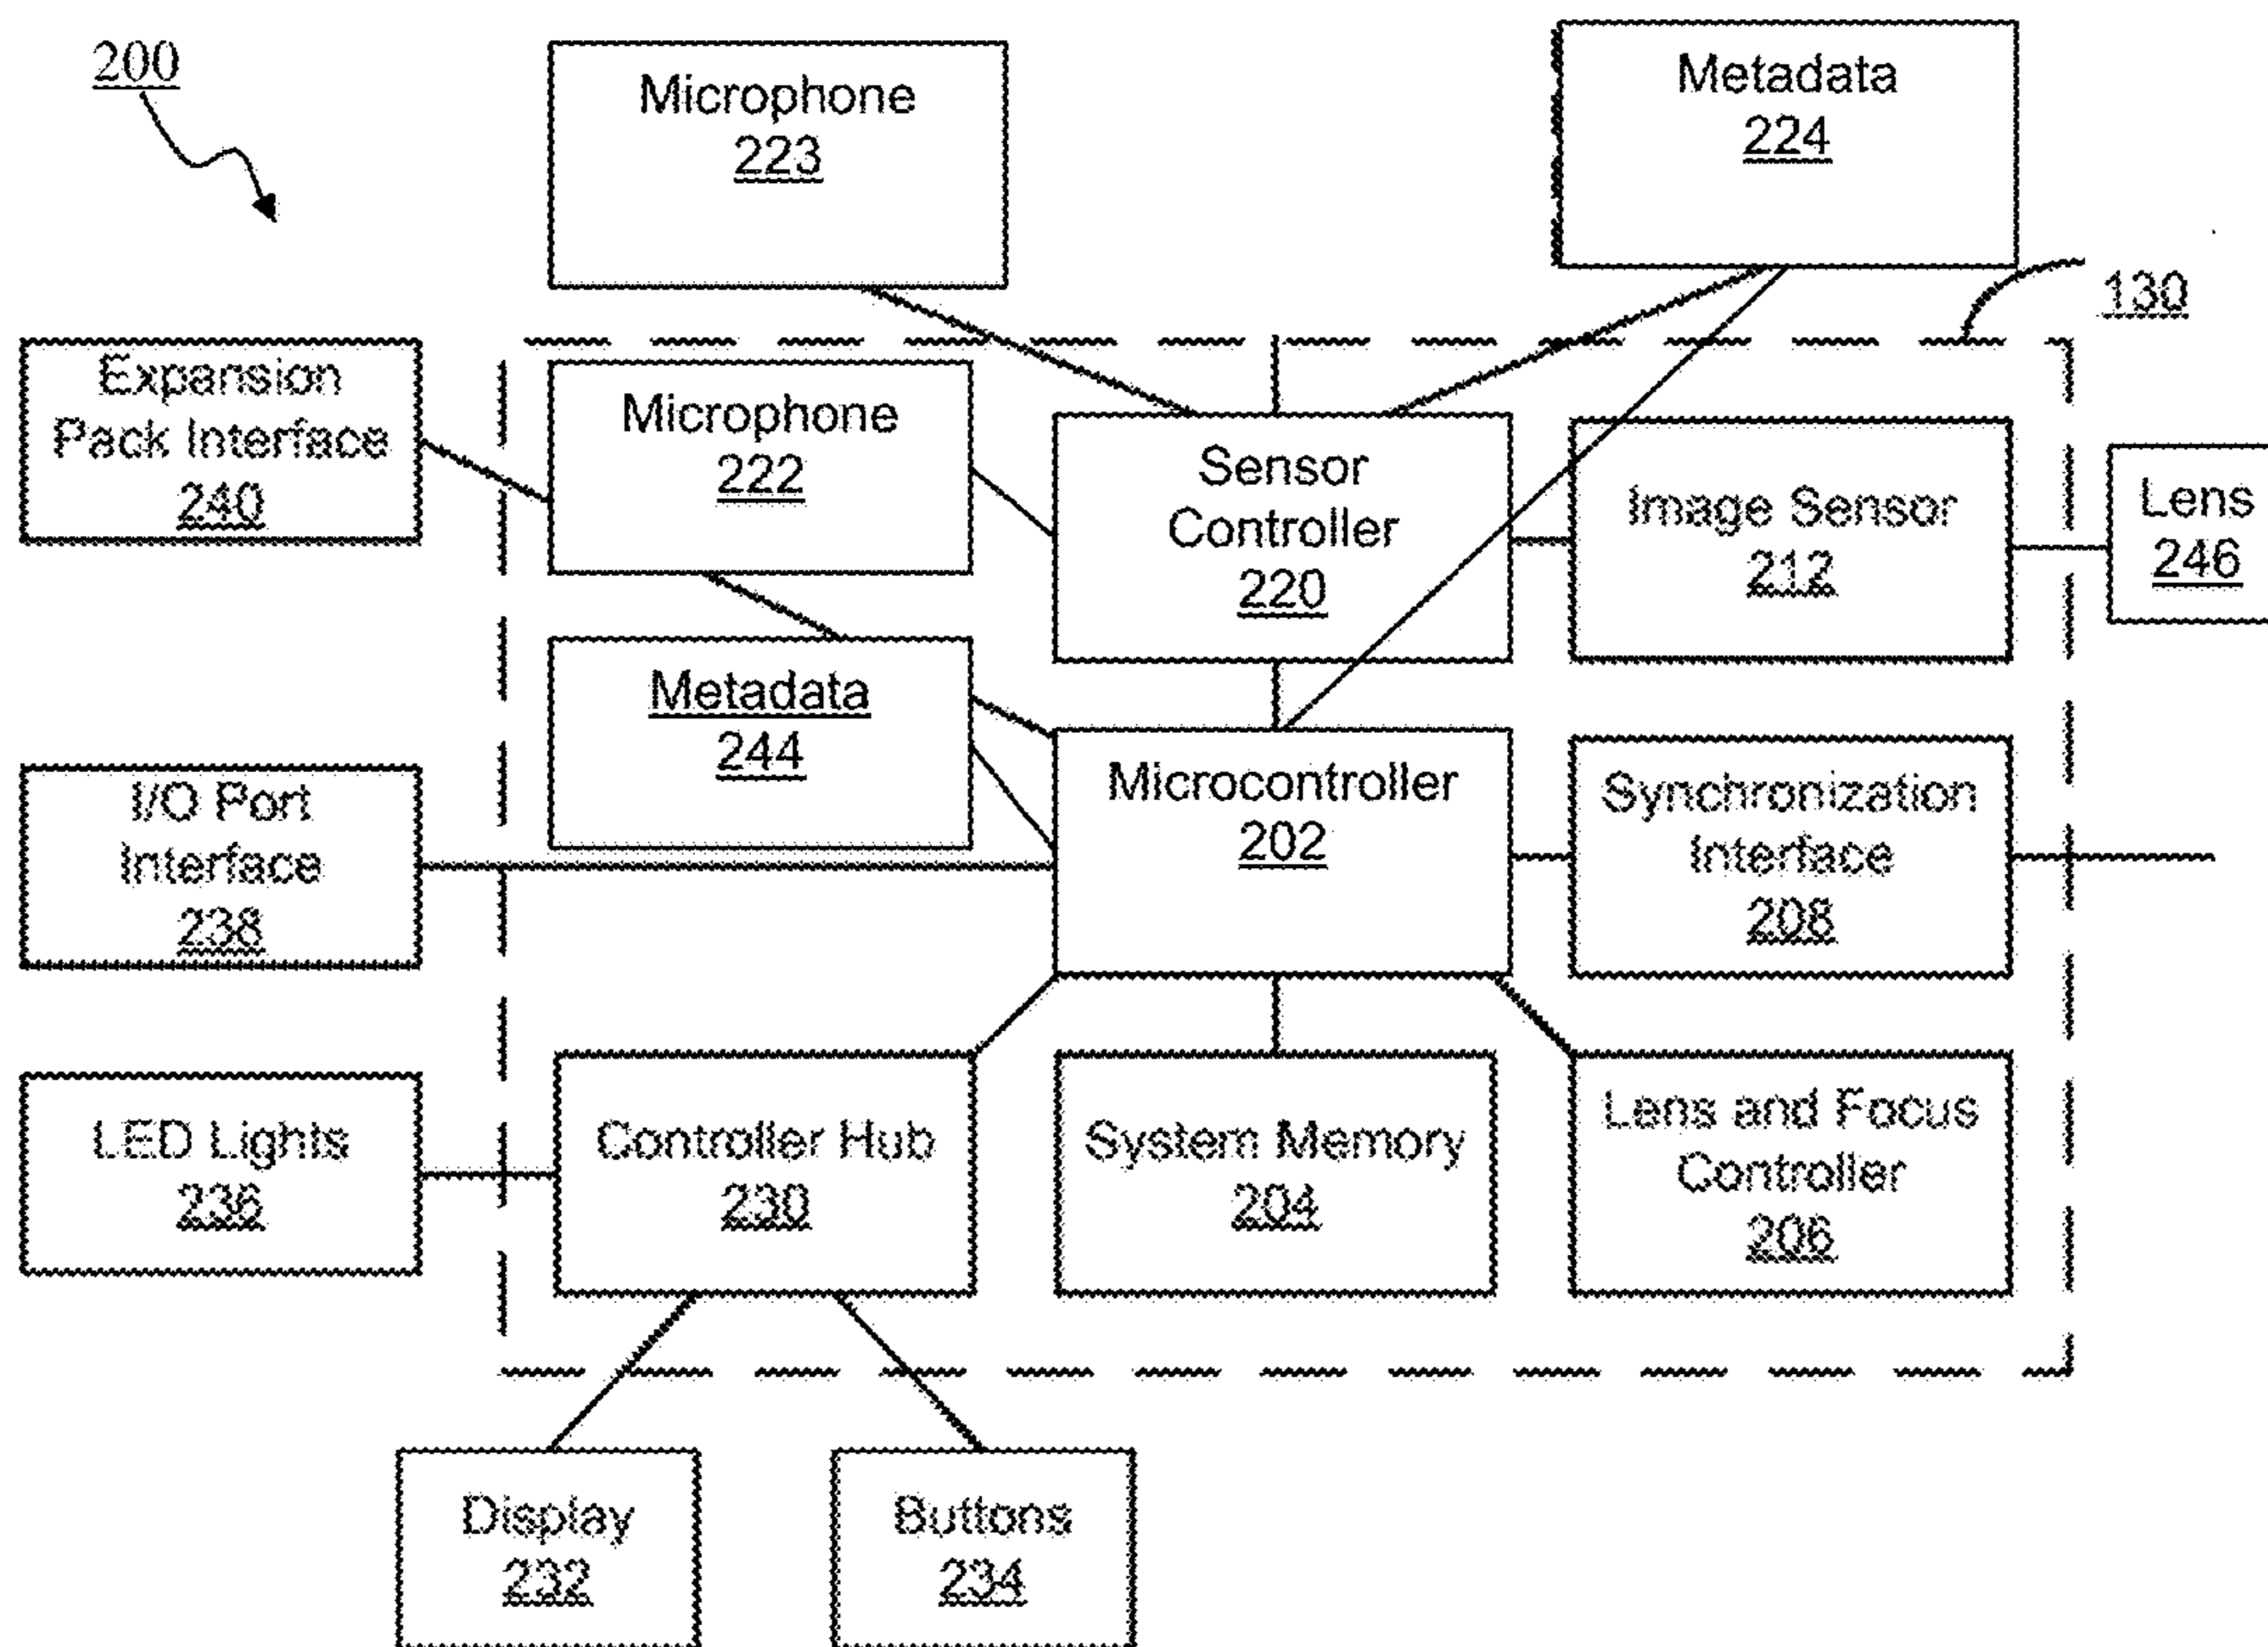 200
Microphone
223
Metadata
224
130
Expansion
Pack Interface
240
Microphone
222
Sensor
Controller
220
Image Sensor
212
Lens
246
Metadata
244
I/O Port
Interface
238
Microcontroller
202
Synchronization
Interface
208
LED Lights
236
Controller Hub
230
System Memory
204
Lens and Focus
Controller
206
Display
232
Buttons
234